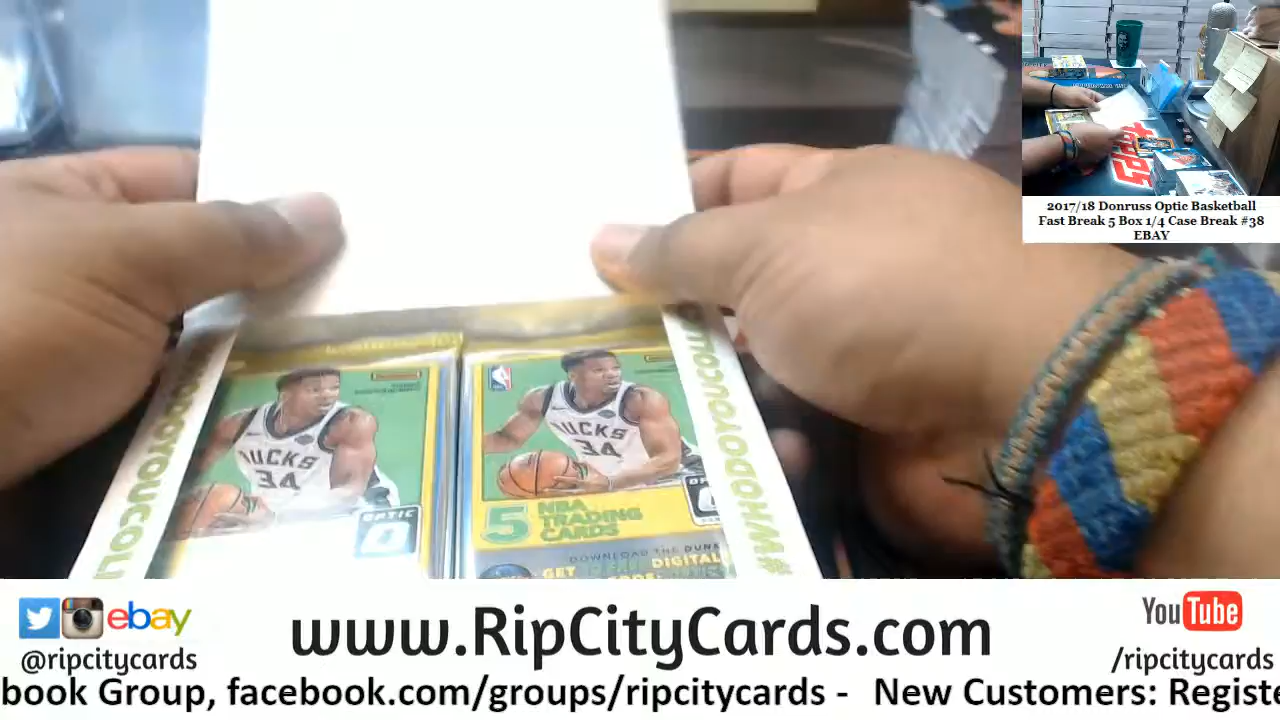 2017/18 Donruss Optic Basketball
Fast Break 5 Box 1/4 Case Break #38
EBAY
TOPPS
BUCKS
34
OPTIC
BUCKS
34
5 NBA
TRADING
CARDS
DOWNLOAD THE DUNK
GET DIGITAL
#WHODOYOUCOLL
ebay
@ripcitycards
www.RipCityCards.com
YouTube
/ripcitycards
book Group, facebook.com/groups/ripcitycards - New Customers: Registe